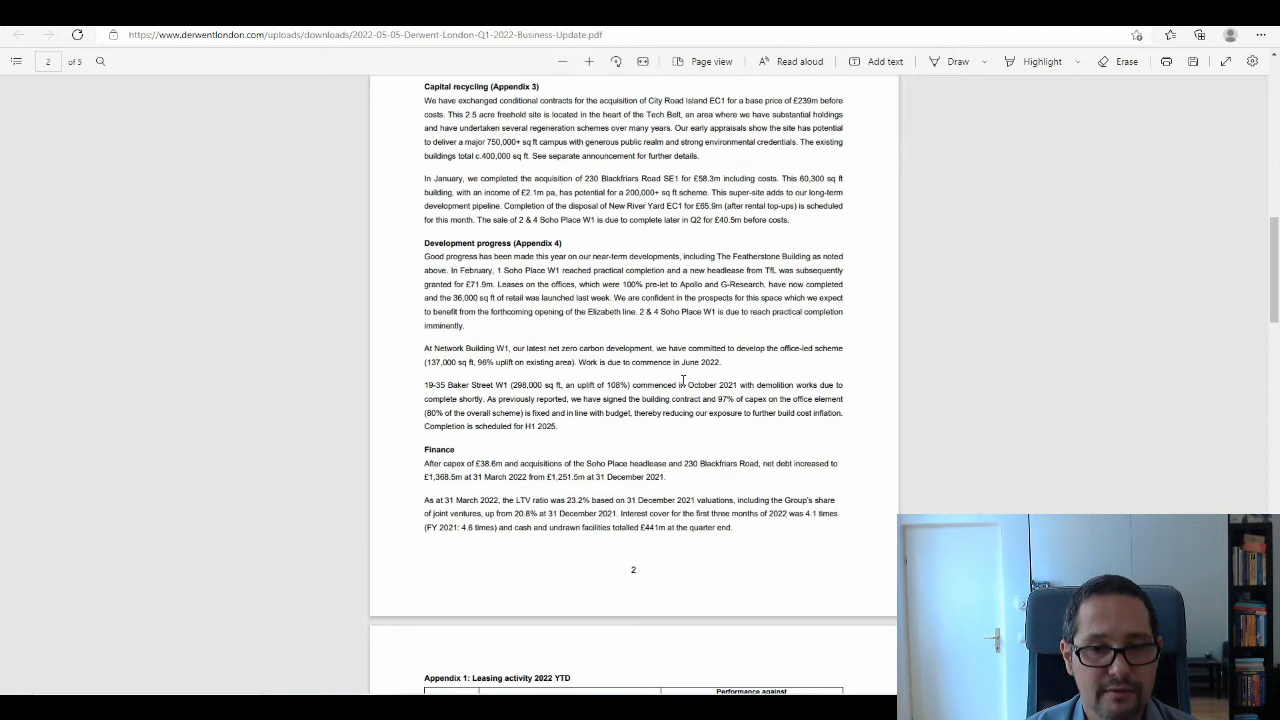 https://www.derwentlondon.com/uploads/downloads/2022-05-05-Derwent-London-Q1-2022-Business-Update.pdf
2 of 5 Page view Read aloud Add text Draw Highlight Erase
Capital recycling (Appendix 3)
We have exchanged conditional contracts for the acquisition of City Road Island EC1 for a base price of £239m before
costs. This 2.5 acre freehold site is located in the heart of the Tech Belt, an area where we have substantial holdings
and have undertaken several regeneration schemes over many years. Our early appraisals show the site has potential
to deliver a major 750,000+ sq ft campus with generous public realm and strong environmental credentials. The existing
buildings total c.400,000 sq ft. See separate announcement for further details.
In January, we completed the acquisition of 230 Blackfriars Road SE1 for £58.3m including costs. This 60,300 sq ft
building, with an income of £2.1m pa, has potential for a 200,000+ sq ft scheme. This super-site adds to our long-term
development pipeline. Completion of the disposal of New River Yard EC1 for £65.9m (after rental top-ups) is scheduled
for this month. The sale of 2 & 4 Soho Place W1 is due to complete later in Q2 for £40.5m before costs.
Development progress (Appendix 4)
Good progress has been made this year on our near-term developments, including The Featherstone Building as noted
above. In February, 1 Soho Place W1 reached practical completion and a new headlease from TfL was subsequently
granted for £71.9m. Leases on the offices, which were 100% pre-let to Apollo and G-Research, have now completed
and the 36,000 sq ft of retail was launched last week. We are confident in the prospects for this space which we expect
to benefit from the forthcoming opening of the Elizabeth line. 2 & 4 Soho Place W1 is due to reach practical completion
imminently.
At Network Building W1, our latest net zero carbon development, we have committed to develop the office-led scheme
(137,000 sq ft, 96% uplift on existing area). Work is due to commence in June 2022.
19-35 Baker Street W1 (298,000 sq ft, an uplift of 108%) commenced in October 2021 with demolition works due to
complete shortly. As previously reported, we have signed the building contract and 97% of capex on the office element
(80% of the overall scheme) is fixed and in line with budget, thereby reducing our exposure to further build cost inflation.
Completion is scheduled for H1 2025.
Finance
After capex of £38.6m and acquisitions of the Soho Place headlease and 230 Blackfriars Road, net debt increased to
£1,368.5m at 31 March 2022 from £1,251.5m at 31 December 2021.
As at 31 March 2022, the LTV ratio was 23.2% based on 31 December 2021 valuations, including the Group's share
of joint ventures, up from 20.8% at 31 December 2021. Interest cover for the first three months of 2022 was 4.1 times
(FY 2021: 4.6 times) and cash and undrawn facilities totalled £441m at the quarter end.
2
Appendix 1: Leasing activity 2022 YTD
Performance against